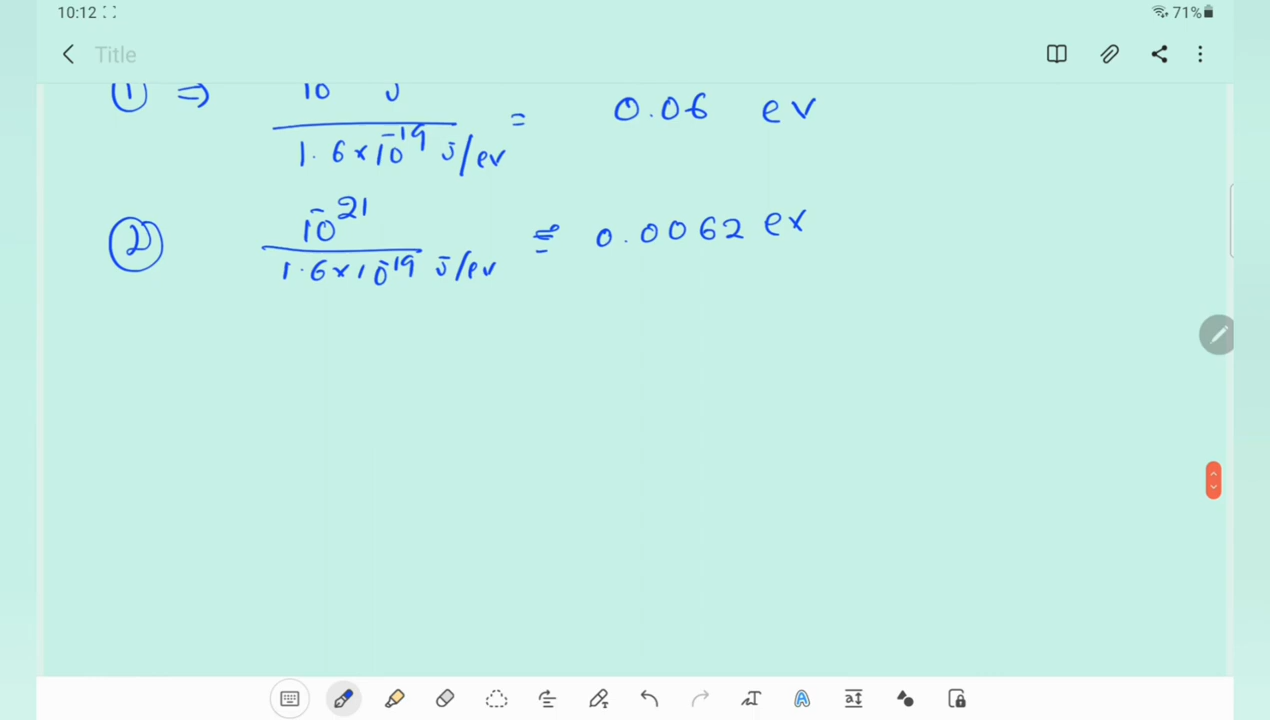 10:12
71%
Title
① ⇒ 10 J / 1.6×10⁻¹⁹ J/ev = 0.06 ev
② 10⁻²¹ / 1.6×10⁻¹⁹ J/ev = 0.0062 ev